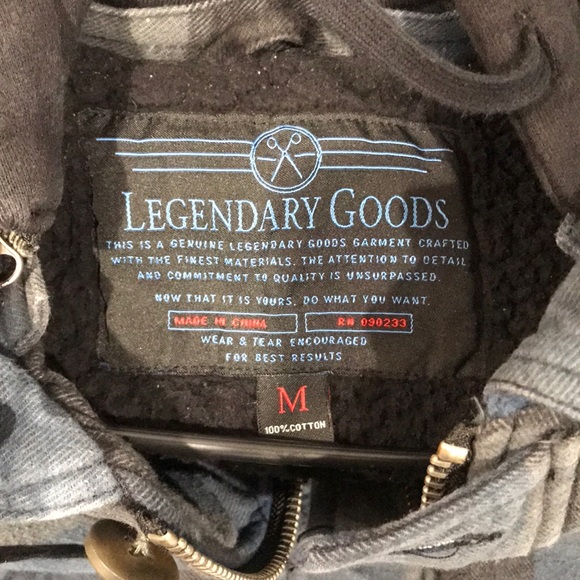 LEGENDARY GOODS
THIS IS A GENUINE LEGENDARY GOODS GARMENT CRAFTED
WITH THE FINEST MATERIALS. THE ATTENTION TO DETAIL
AND COMMITMENT TO QUALITY IS UNSURPASSED.
NOW THAT IT IS YOURS, DO WHAT YOU WANT.
MADE IN CHINA RN 090233
WEAR & TEAR ENCOURAGED
FOR BEST RESULTS
M
100% COTTON